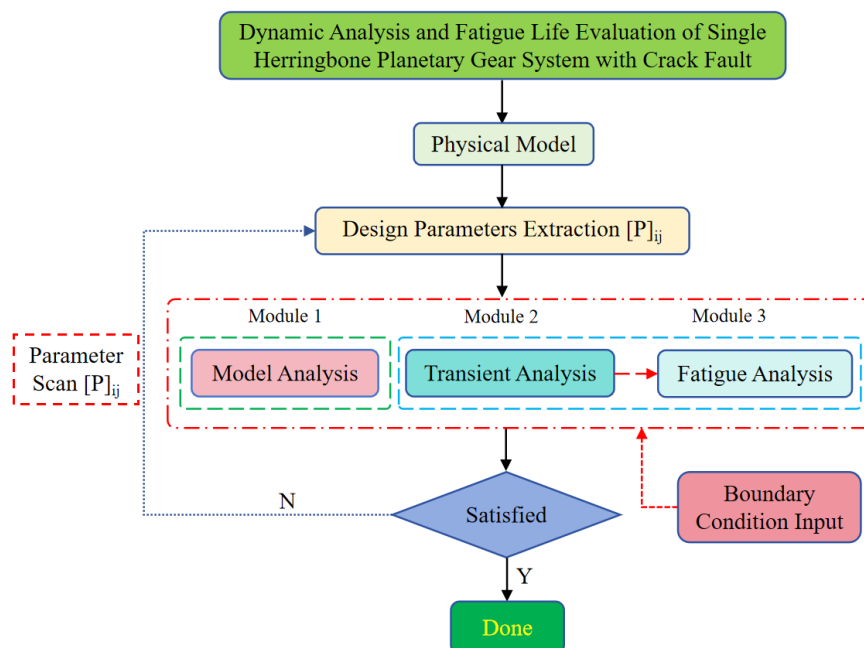 Dynamic Analysis and Fatigue Life Evaluation of Single
Herringbone Planetary Gear System with Crack Fault
Physical Model
Design Parameters Extraction [P]ij
Module 1
Module 2
Module 3
Parameter
Scan [P]ij
Model Analysis
Transient Analysis
Fatigue Analysis
N
Satisfied
Boundary
Condition Input
Y
Done